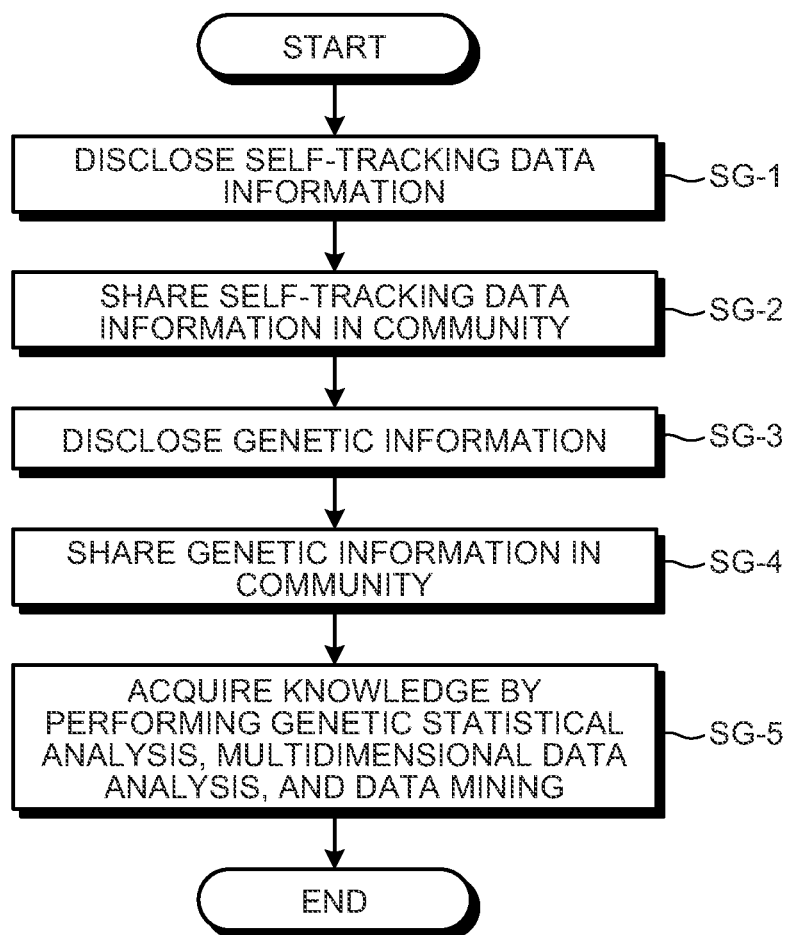 START
DISCLOSE SELF-TRACKING DATA
INFORMATION
SG-1
SHARE SELF-TRACKING DATA
INFORMATION IN COMMUNITY
SG-2
DISCLOSE GENETIC INFORMATION
SG-3
SHARE GENETIC INFORMATION IN
COMMUNITY
SG-4
ACQUIRE KNOWLEDGE BY
PERFORMING GENETIC STATISTICAL
ANALYSIS, MULTIDIMENSIONAL DATA
ANALYSIS, AND DATA MINING
SG-5
END